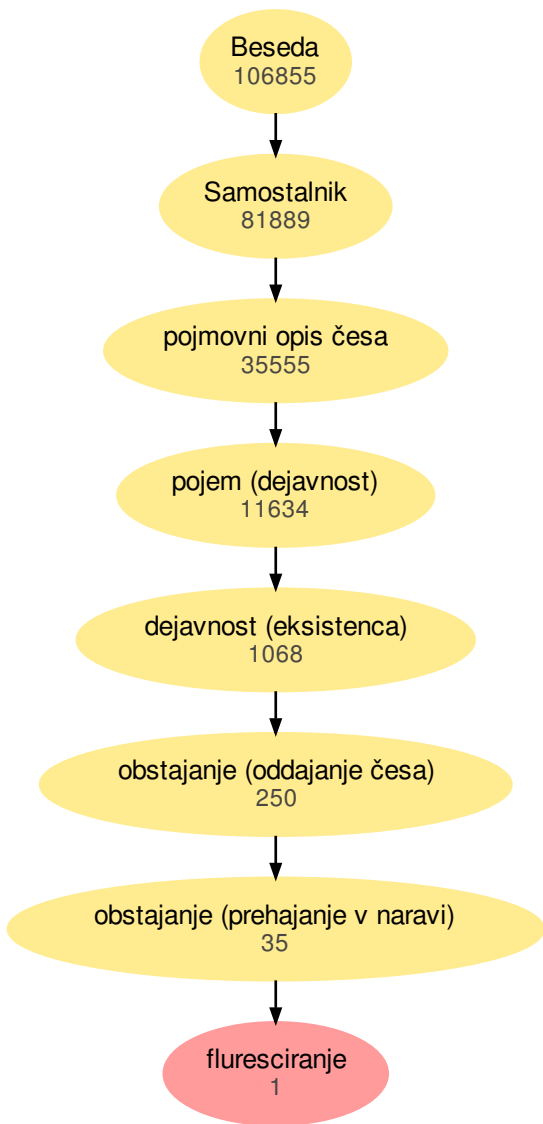 Beseda
106855
Samostalnik
81889
pojmovni opis česa
35555
pojem (dejavnost)
11634
dejavnost (eksistenca)
1068
obstajanje (oddajanje česa)
250
obstajanje (prehajanje v naravi)
35
fluresciranje
1